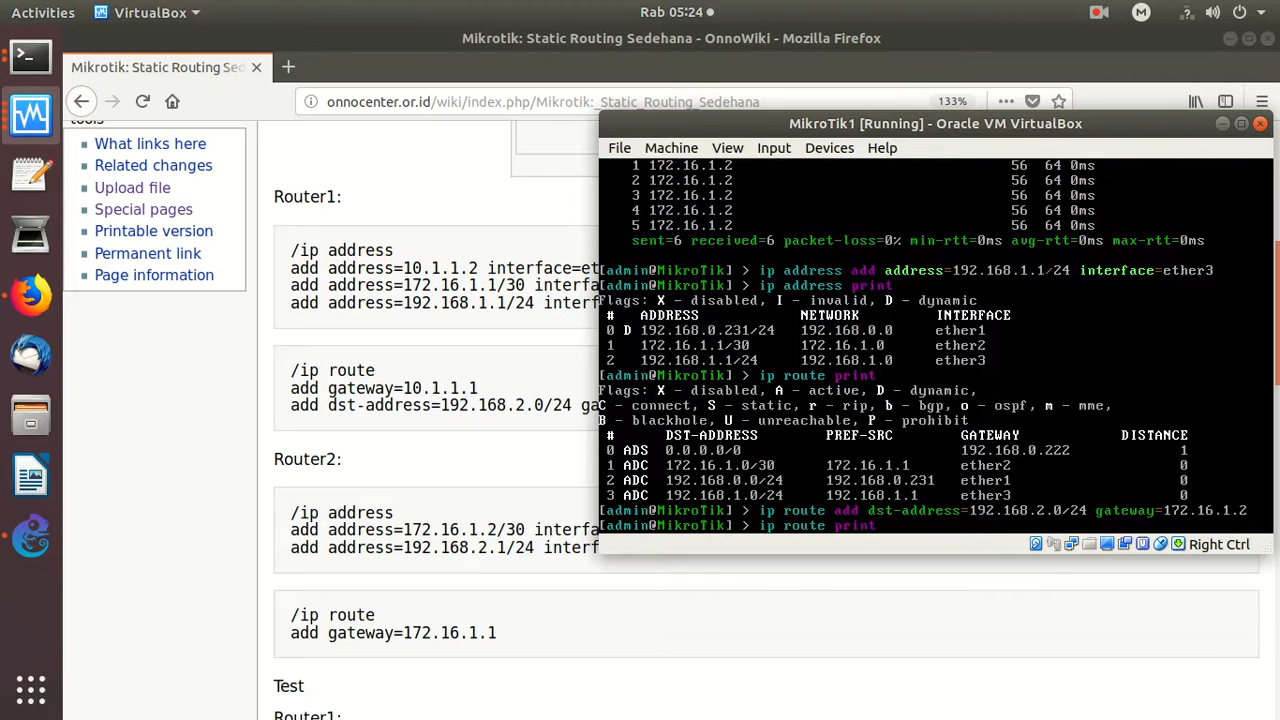 Activities
VirtualBox
Rab 05:24
Mikrotik: Static Routing Sedehana - OnnoWiki - Mozilla Firefox
Mikrotik: Static Routing Sed
onnocenter.or.id/wiki/index.php/Mikrotik:_Static_Routing_Sedehana
133%
tools
What links here
Related changes
Upload file
Special pages
Printable version
Permanent link
Page information
Router1:
/ip address
add address=10.1.1.2 interface=et
add address=172.16.1.1/30 interfa
add address=192.168.1.1/24 interf
/ip route
add gateway=10.1.1.1
add dst-address=192.168.2.0/24 ga
Router2:
/ip address
add address=172.16.1.2/30 interfa
add address=192.168.2.1/24 interf
/ip route
add gateway=172.16.1.1
Test
Router1:
MikroTik1 [Running] - Oracle VM VirtualBox
File Machine View Input Devices Help
1 172.16.1.2 56 64 0ms
2 172.16.1.2 56 64 0ms
3 172.16.1.2 56 64 0ms
4 172.16.1.2 56 64 0ms
5 172.16.1.2 56 64 0ms
sent=6 received=6 packet-loss=0% min-rtt=0ms avg-rtt=0ms max-rtt=0ms
[admin@MikroTik] > ip address add address=192.168.1.1/24 interface=ether3
[admin@MikroTik] > ip address print
Flags: X - disabled, I - invalid, D - dynamic
# ADDRESS NETWORK INTERFACE
0 D 192.168.0.231/24 192.168.0.0 ether1
1 172.16.1.1/30 172.16.1.0 ether2
2 192.168.1.1/24 192.168.1.0 ether3
[admin@MikroTik] > ip route print
Flags: X - disabled, A - active, D - dynamic,
C - connect, S - static, r - rip, b - bgp, o - ospf, m - mme,
B - blackhole, U - unreachable, P - prohibit
# DST-ADDRESS PREF-SRC GATEWAY DISTANCE
0 ADS 0.0.0.0/0 192.168.0.222 1
1 ADC 172.16.1.0/30 172.16.1.1 ether2 0
2 ADC 192.168.0.0/24 192.168.0.231 ether1 0
3 ADC 192.168.1.0/24 192.168.1.1 ether3 0
[admin@MikroTik] > ip route add dst-address=192.168.2.0/24 gateway=172.16.1.2
[admin@MikroTik] > ip route print
Right Ctrl